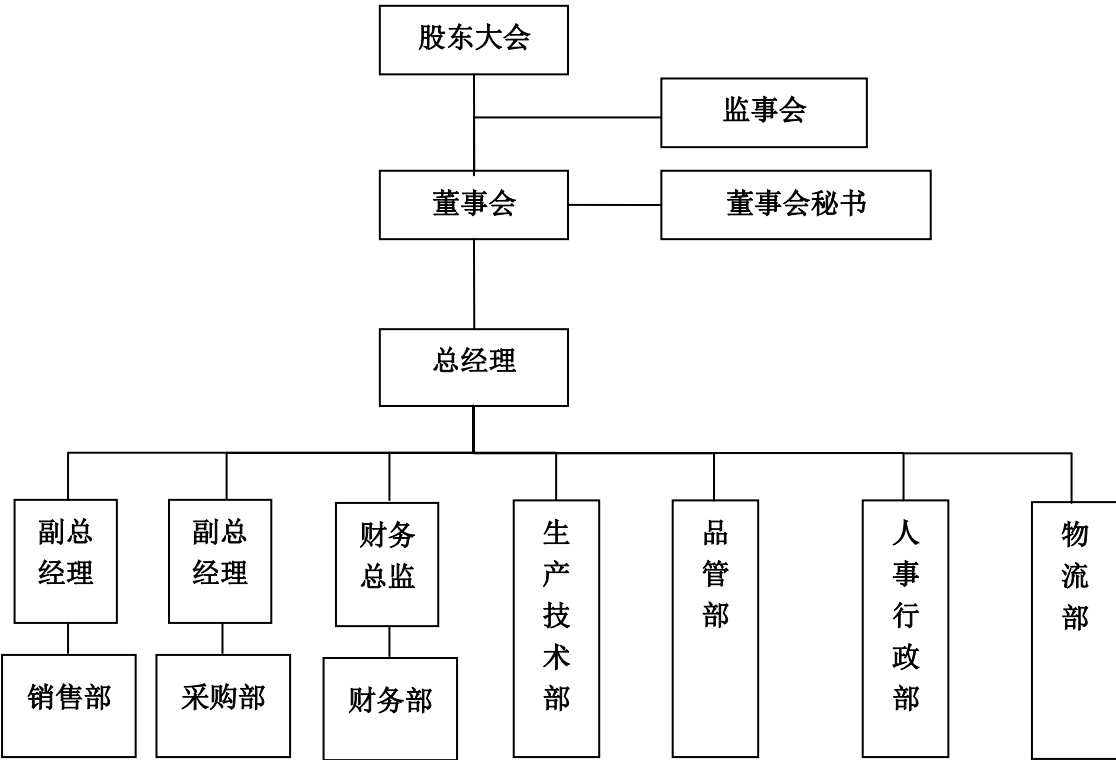 股东大会
监事会
董事会
董事会秘书
总经理
副总
经理
副总
经理
财务
总监
生
产
技
术
部
品
管
部
人
事
行
政
部
物
流
部
销售部
采购部
财务部